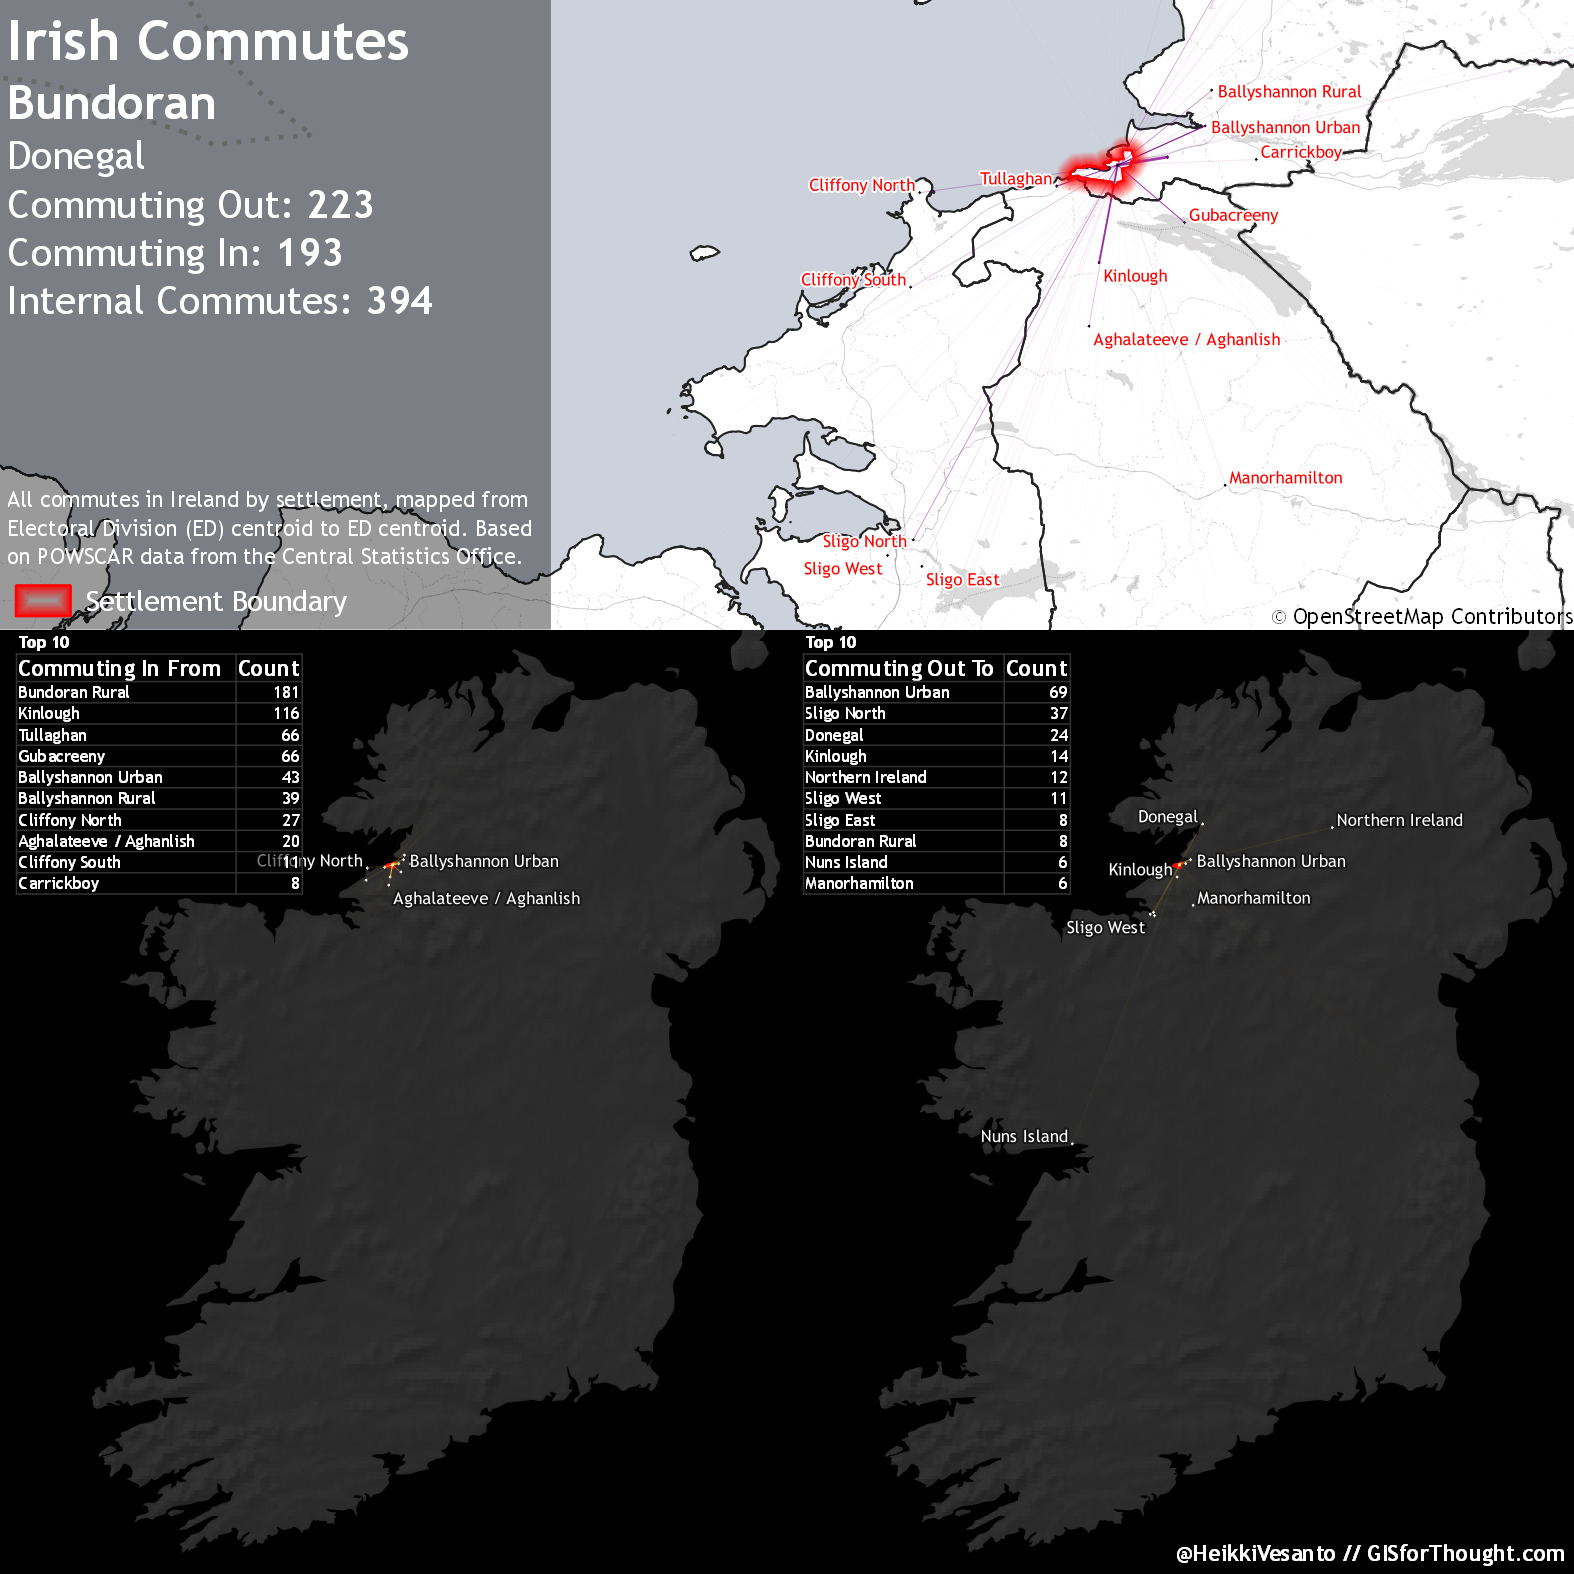 Irish Commutes
Bundoran
Donegal
Commuting Out: 223
Commuting In: 193
Internal Commutes: 394
All commutes in Ireland by settlement, mapped from
Electoral Division (ED) centroid to ED centroid. Based
on POWSCAR data from the Central Statistics Office.
Settlement Boundary
Ballyshannon Rural
Ballyshannon Urban
Carrickboy
Tullaghan
Cliffony North
Gubacreeny
Kinlough
Cliffony South
Aghalateeve / Aghanlish
Manorhamilton
Sligo North
Sligo West
Sligo East
© OpenStreetMap Contributors
Top 10
Commuting In From Count
Bundoran Rural 181
Kinlough 116
Tullaghan 66
Gubacreeny 66
Ballyshannon Urban 43
Ballyshannon Rural 39
Cliffony North 27
Aghalateeve / Aghanlish 20
Cliffony South 11
Carrickboy 8
Cliffony North
Ballyshannon Urban
Aghalateeve / Aghanlish
Top 10
Commuting Out To Count
Ballyshannon Urban 69
Sligo North 37
Donegal 24
Kinlough 14
Northern Ireland 12
Sligo West 11
Sligo East 8
Bundoran Rural 8
Nuns Island 6
Manorhamilton 6
Donegal
Northern Ireland
Ballyshannon Urban
Kinlough
Manorhamilton
Sligo West
Nuns Island
@HeikkiVesanto // GISforThought.com